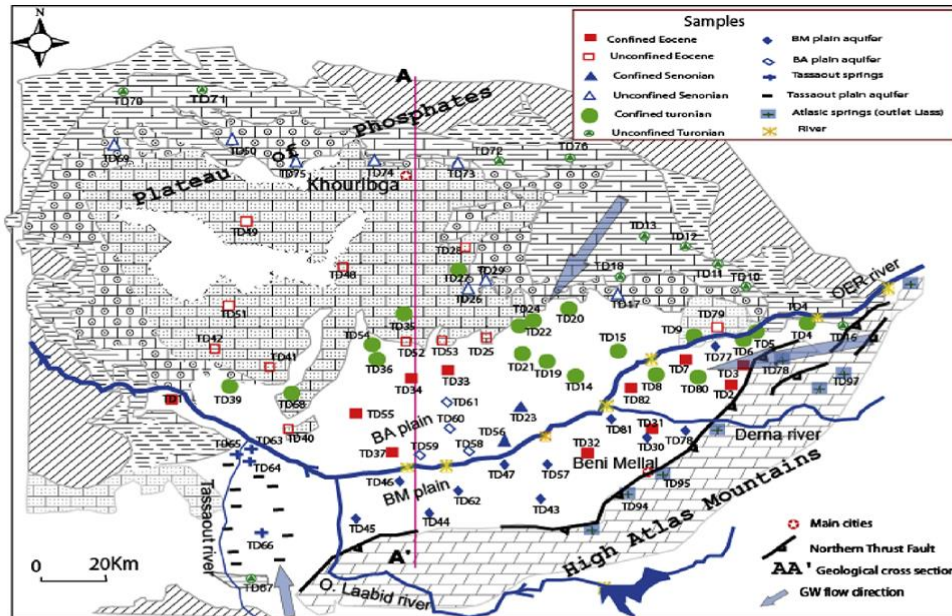 Samples
Confined Eocene
Unconfined Eocene
Confined Senonian
Unconfined Senonian
Confined turonian
Unconfined Turonian
BM plain aquifer
BA plain aquifer
Tassaout springs
Tassaout plain aquifer
Atlasic springs (outlet Liass)
River
N
A
TD70
TD71
Plateau of Phosphates
TD69
TD50
TD75
TD74
TD73
TD72
TD76
Khouribga
TD49
TD13
TD12
TD28
TD48
TD27
TD29
TD26
TD18
TD11
TD10
TD17
OER river
TD51
TD54
TD35
TD24
TD22
TD20
TD79
TD4
TD4
TD42
TD41
TD36
TD52
TD53
TD25
TD15
TD9
TD77
TD6
TD5
TD16
TD21
TD19
TD14
TD7
TD3
TD78
TD1
TD39
TD68
TD34
TD33
TD82
TD8
TD80
TD2
TD97
TD55
BA plain
TD61
TD60
TD23
TD40
TD56
TD81
TD31
TD30
TD78
Derna river
TD65
TD63
TD64
TD37
TD59
TD58
TD32
Beni Mellal
TD46
BM plain
TD47
TD57
TD95
TD62
TD43
TD94
TD45
TD44
Tassaout river
TD66
High Atlas Mountains
TD67
A'
O. Laabid river
0
20Km
Main cities
Northern Thrust Fault
AA' Geological cross section
GW flow direction